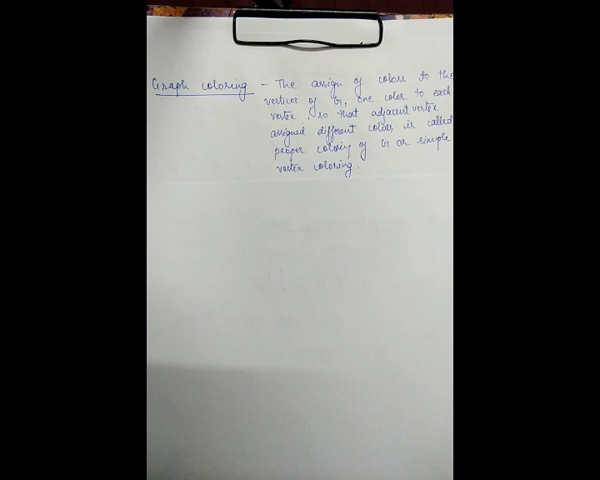 Graph coloring - The assign of colors to the
vertices of G, one color to each
vertex, so that adjacent vertex
assigned different colors is called
proper coloring of G or simple
vertex coloring.